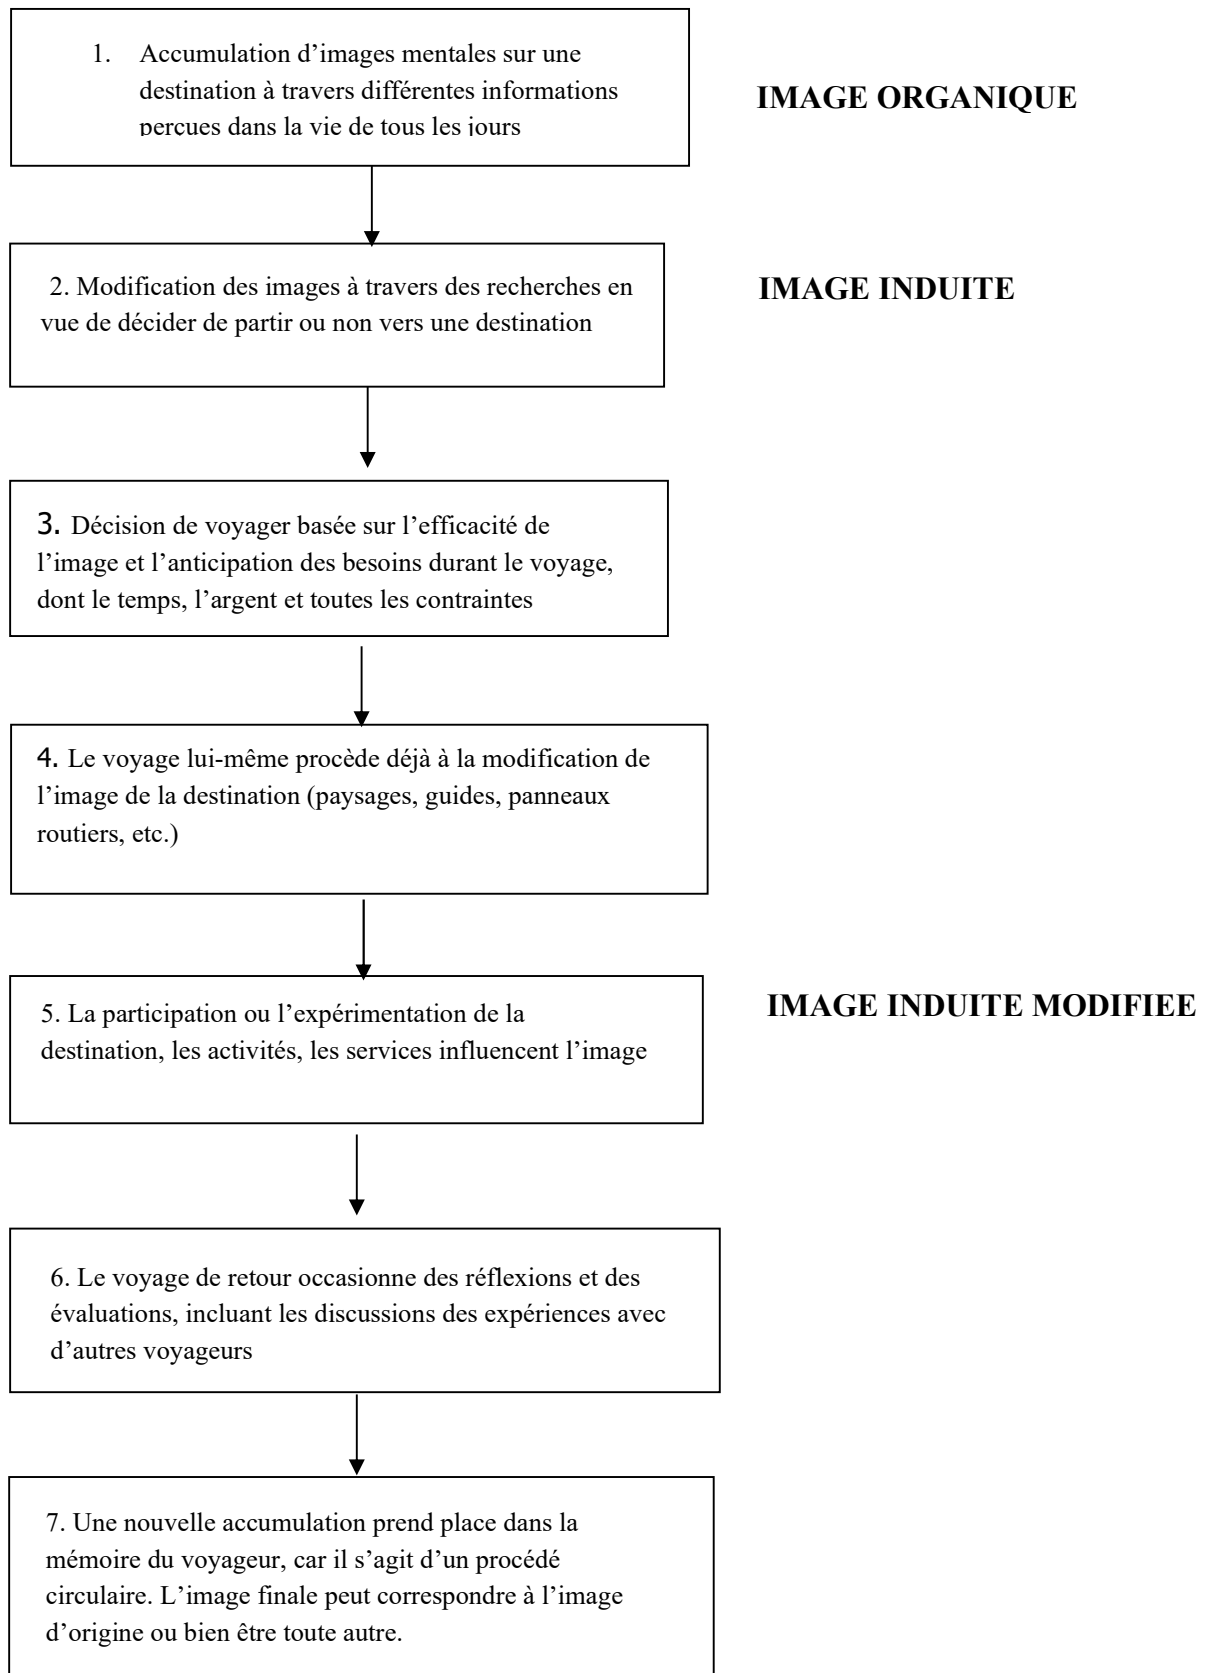 1. Accumulation d’images mentales sur une
destination à travers différentes informations
perçues dans la vie de tous les jours
IMAGE ORGANIQUE
2. Modification des images à travers des recherches en
vue de décider de partir ou non vers une destination
IMAGE INDUITE
3. Décision de voyager basée sur l’efficacité de
l’image et l’anticipation des besoins durant le voyage,
dont le temps, l’argent et toutes les contraintes
4. Le voyage lui-même procède déjà à la modification de
l’image de la destination (paysages, guides, panneaux
routiers, etc.)
5. La participation ou l’expérimentation de la
destination, les activités, les services influencent l’image
IMAGE INDUITE MODIFIEE
6. Le voyage de retour occasionne des réflexions et des
évaluations, incluant les discussions des expériences avec
d’autres voyageurs
7. Une nouvelle accumulation prend place dans la
mémoire du voyageur, car il s’agit d’un procédé
circulaire. L’image finale peut correspondre à l’image
d’origine ou bien être toute autre.